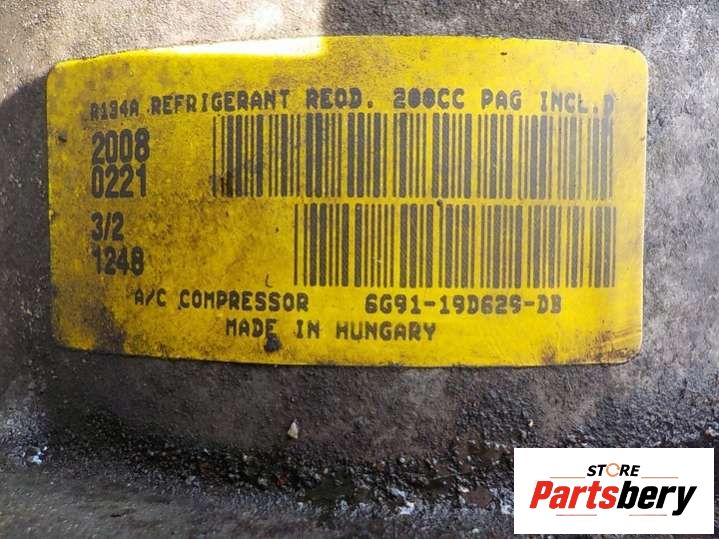 R134A REFRIGERANT REQD. 200CC PAG INCL.D
2008
0221
3/2
1248
A/C COMPRESSOR 6G91-19D629-DB
MADE IN HUNGARY
STORE
Partsbery